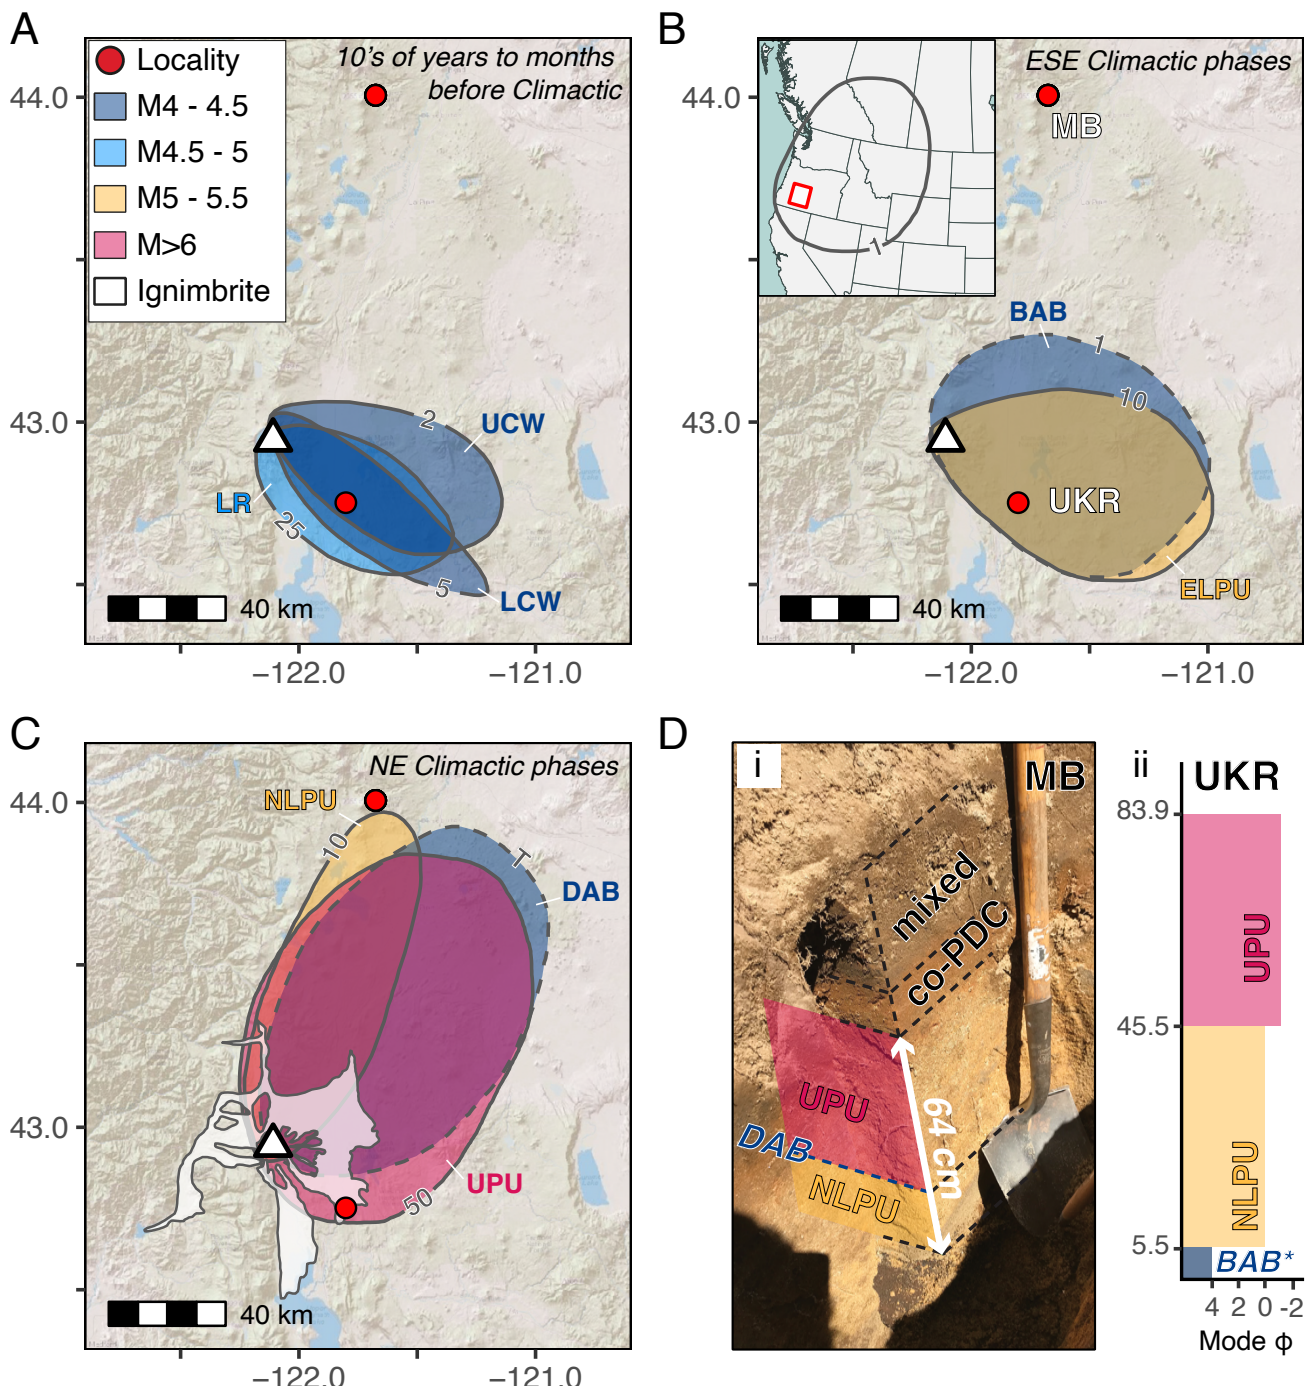 A
Locality
M4 - 4.5
M4.5 - 5
M5 - 5.5
M>6
Ignimbrite
10's of years to months
before Climactic
44.0
43.0
2
UCW
LR
25
5
LCW
40 km
−122.0
−121.0
B
ESE Climactic phases
44.0
MB
1
BAB
1
10
43.0
UKR
ELPU
40 km
−122.0
−121.0
C
NE Climactic phases
44.0
NLPU
10
T
DAB
43.0
UPU
50
40 km
−122.0
−121.0
D
i
MB
mixed
co-PDC
UPU
DAB
NLPU
64 cm
ii
UKR
83.9
UPU
45.5
NLPU
5.5
BAB*
4 2 0 -2
Mode ϕ